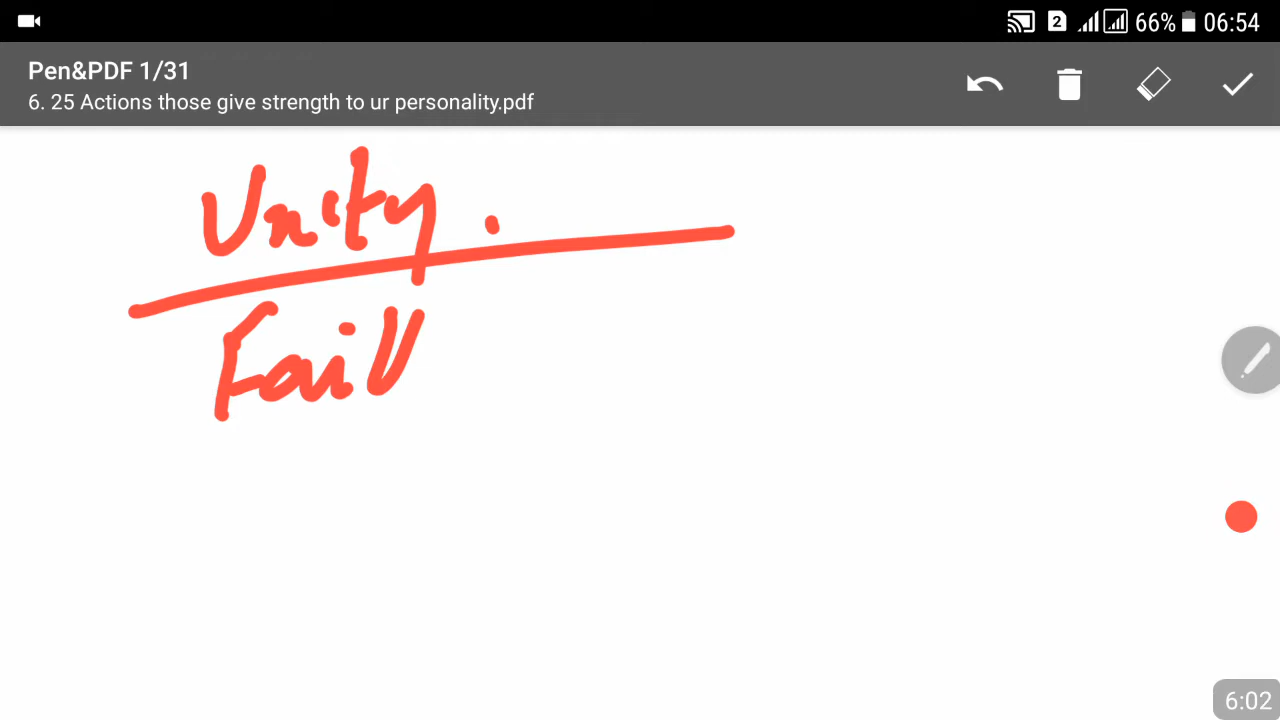 2 66% 06:54
Pen&PDF 1/31
6. 25 Actions those give strength to ur personality.pdf
Unity.
6:02